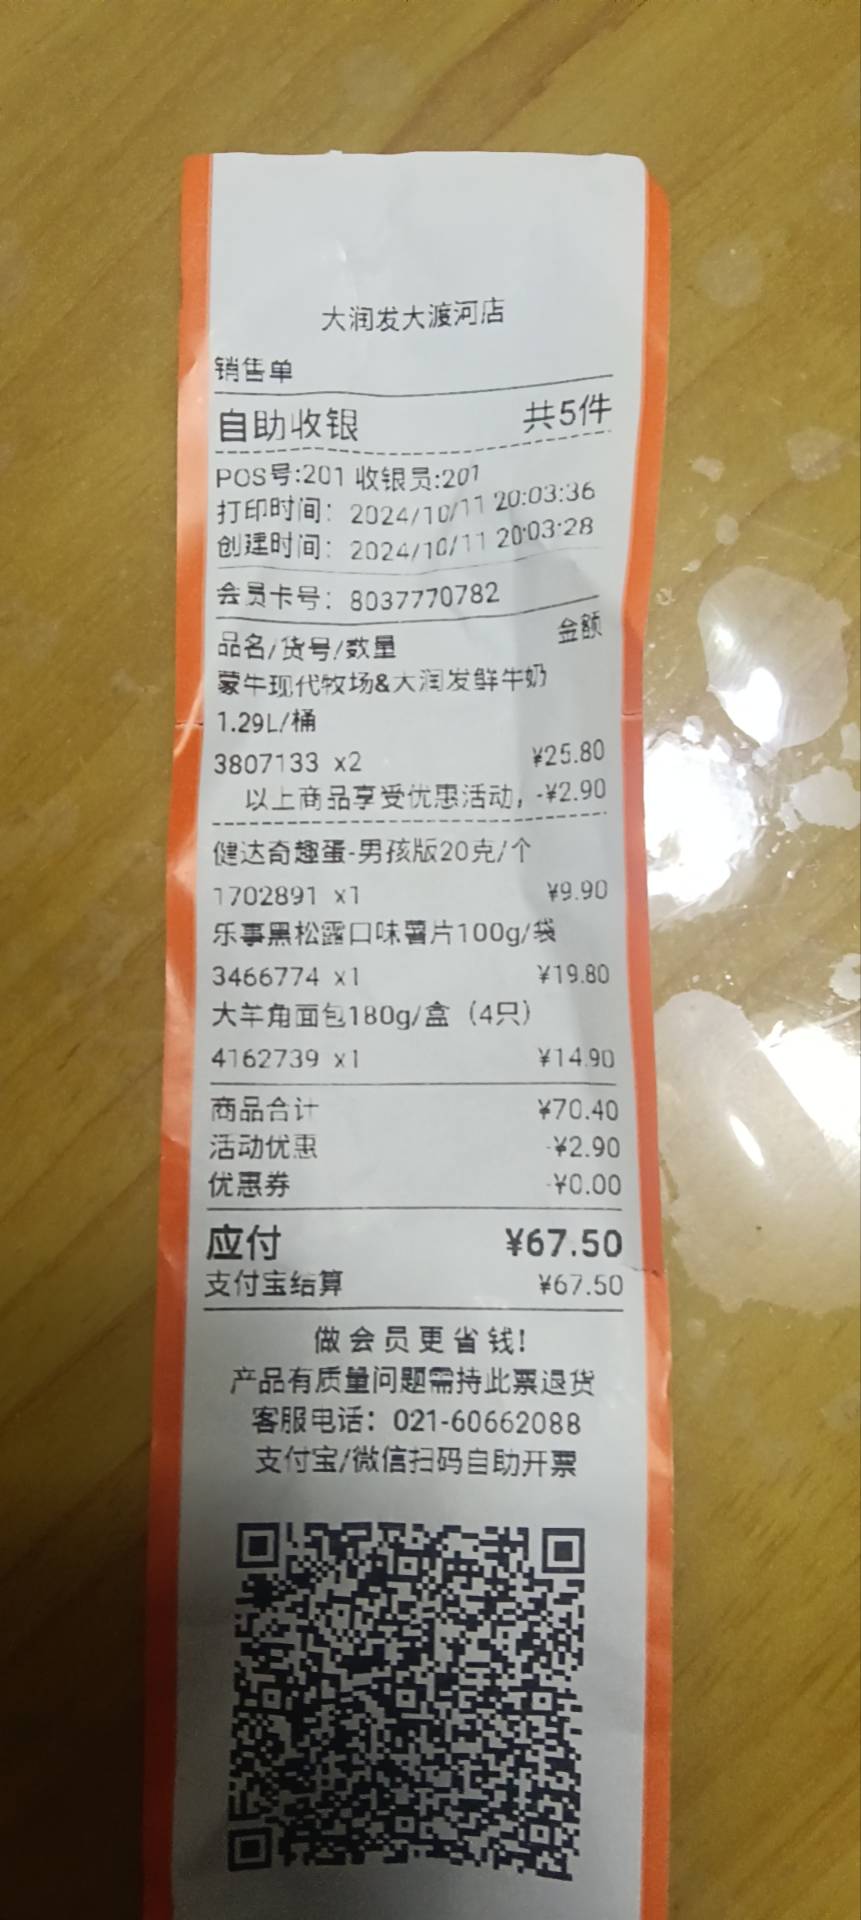 大润发大渡河店
销售单
自助收银 共5件
POS号:201 收银员:201
打印时间: 2024/10/11 20:03:36
创建时间: 2024/10/11 20:03:28
会员卡号: 8037770782
品名/货号/数量 金额
蒙牛现代牧场&大润发鲜牛奶
1.29L/桶
3807133 x2 ¥25.80
以上商品享受优惠活动, -¥2.90
健达奇趣蛋-男孩版20克/个
1702891 x1 ¥9.90
乐事黑松露口味薯片100g/袋
3466774 x1 ¥19.80
大羊角面包180g/盒（4只）
4162739 x1 ¥14.90
商品合计 ¥70.40
活动优惠 -¥2.90
优惠券 -¥0.00
应付 ¥67.50
支付宝结算 ¥67.50
做会员更省钱!
产品有质量问题需持此票退货
客服电话: 021-60662088
支付宝/微信扫码自助开票